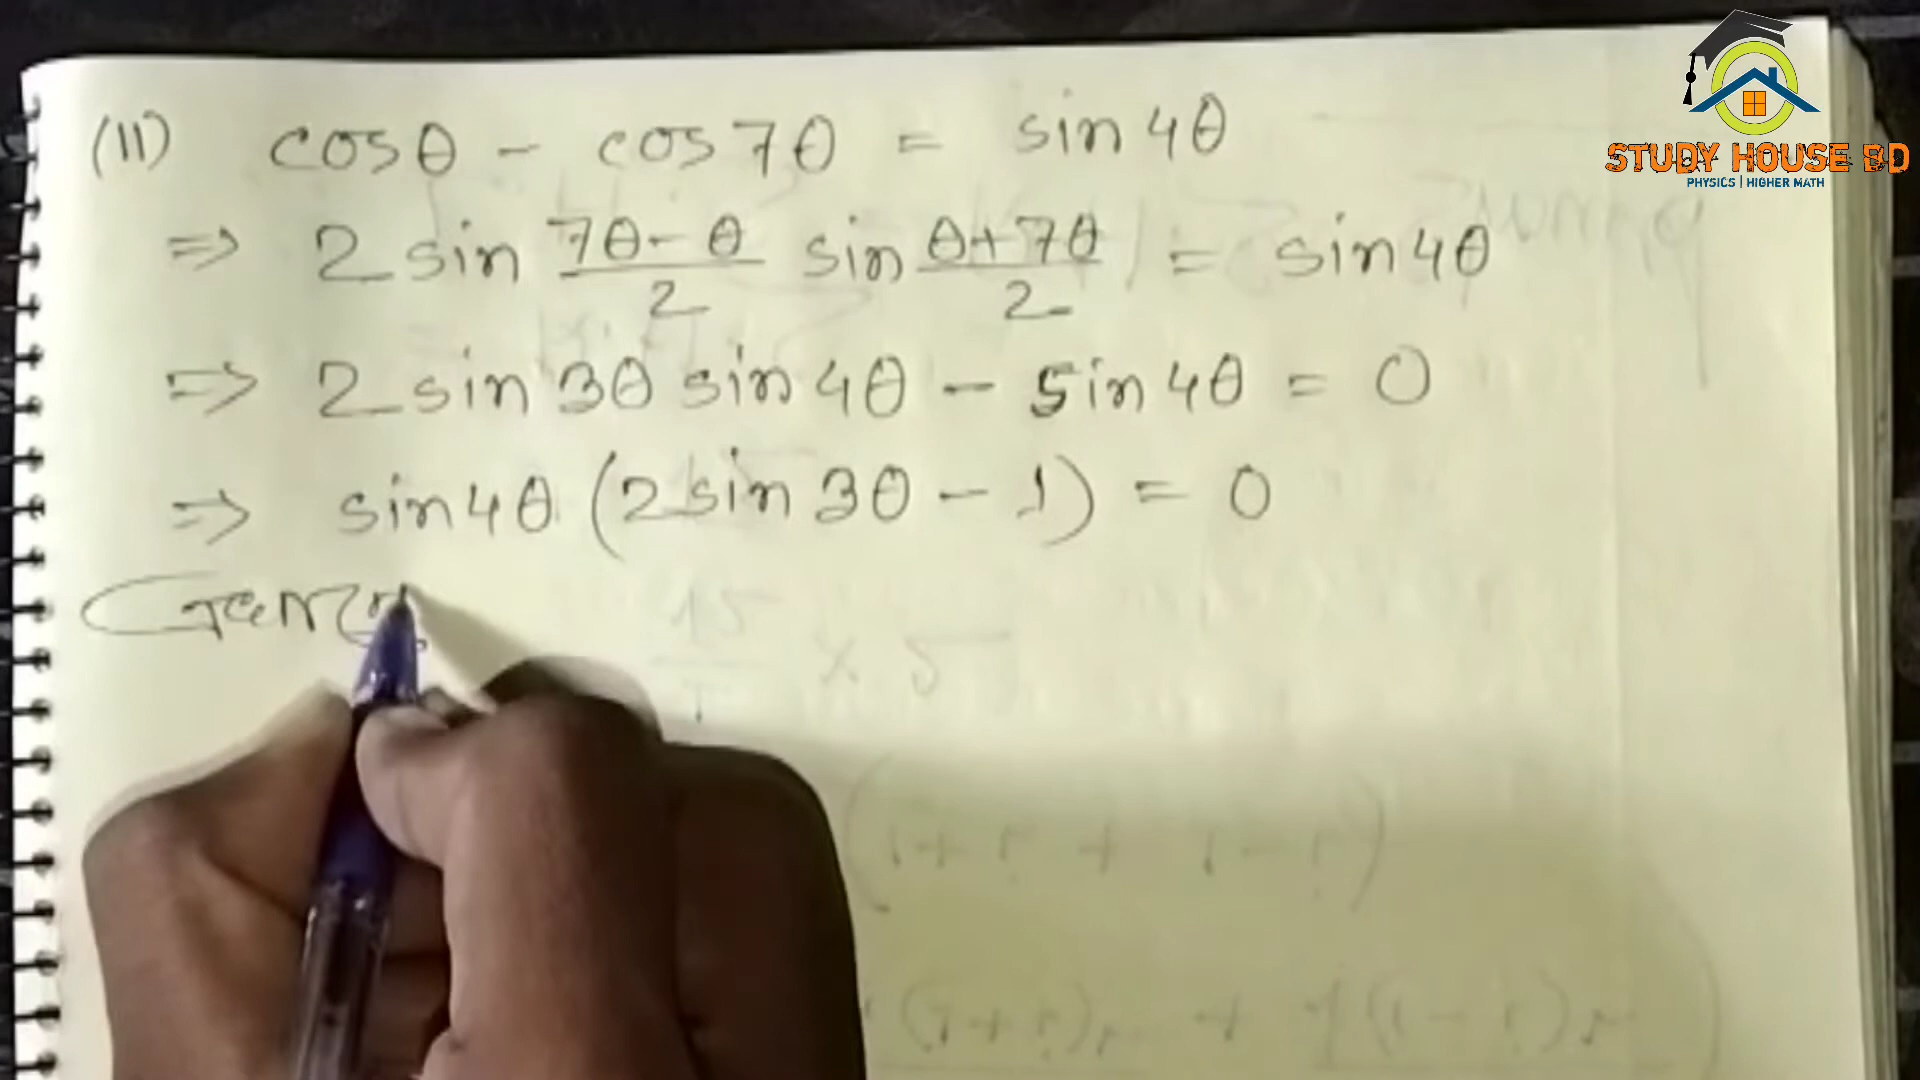 (II) cosθ - cos7θ = sin4θ
⇒ 2 sin (7θ-θ)/2 sin (θ+7θ)/2 = sin4θ
⇒ 2 sin3θ sin4θ - sin4θ = 0
⇒ sin4θ (2sin3θ - 1) = 0
STUDY HOUSE BD
PHYSICS | HIGHER MATH